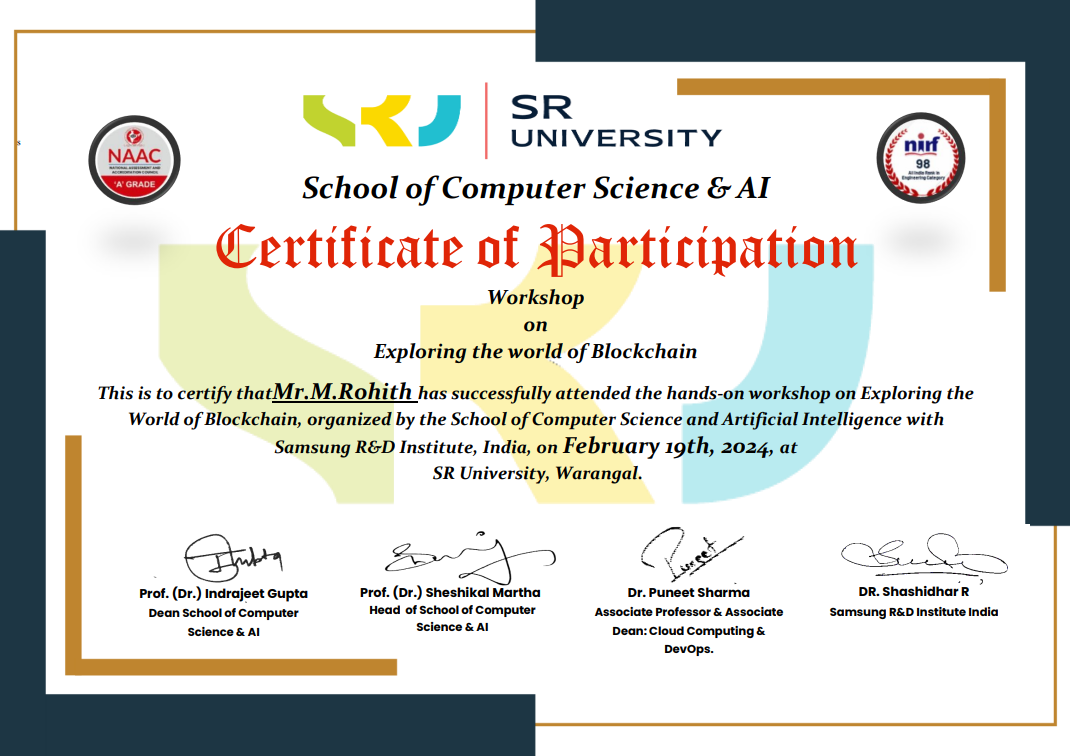 SR
UNIVERSITY
NAAC
NATIONAL ASSESSMENT AND
ACCREDITATION COUNCIL
'A' GRADE
nirf
98
All India Rank in
Engineering Category
s
School of Computer Science & AI
Certificate of Participation
Workshop
on
Exploring the world of Blockchain
This is to certify that Mr.M.Rohith has successfully attended the hands-on workshop on Exploring the
World of Blockchain, organized by the School of Computer Science and Artificial Intelligence with
Samsung R&D Institute, India, on February 19th, 2024, at
SR University, Warangal.
Prof. (Dr.) Indrajeet Gupta
Dean School of Computer
Science & AI
Prof. (Dr.) Sheshikal Martha
Head of School of Computer
Science & AI
Puneet
Dr. Puneet Sharma
Associate Professor & Associate
Dean: Cloud Computing &
DevOps.
DR. Shashidhar R
Samsung R&D Institute India